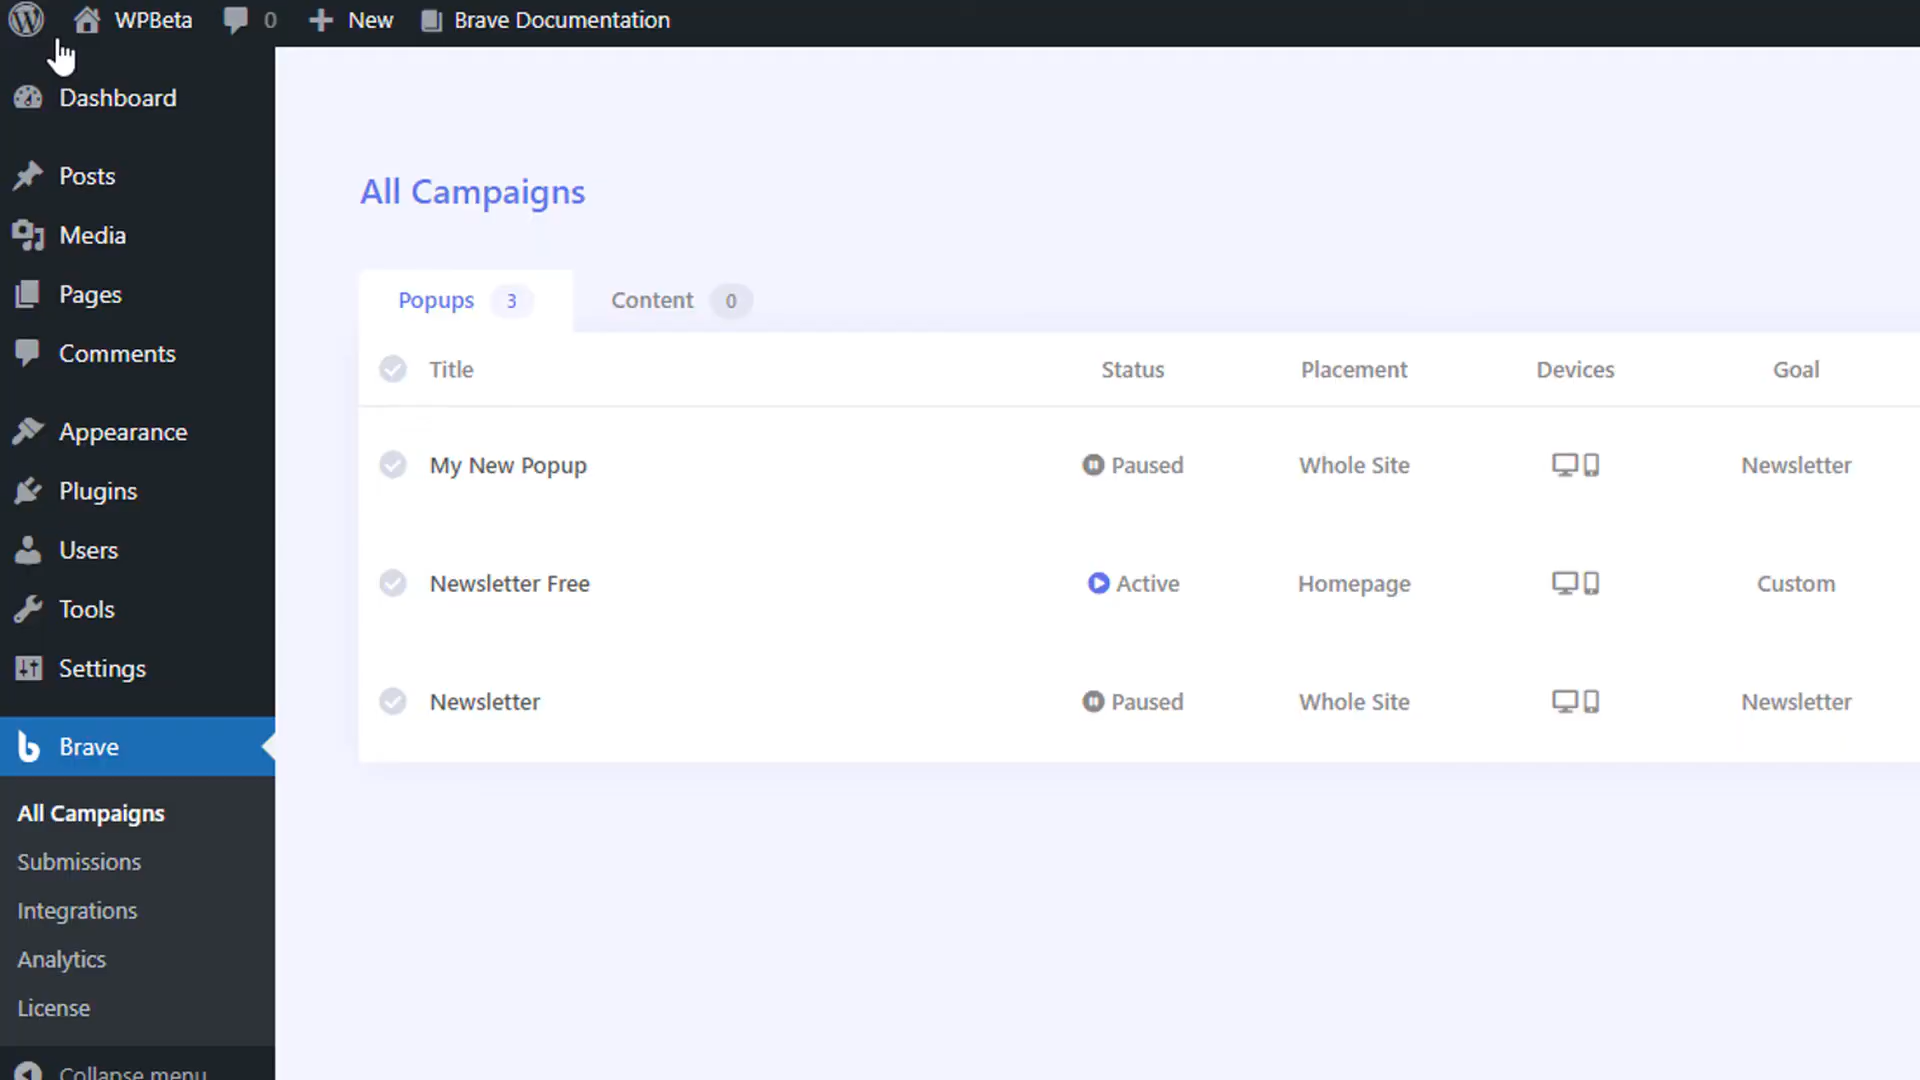 WPBeta 0 New Brave Documentation
Dashboard
Posts
Media
Pages
Comments
Appearance
Plugins
Users
Tools
Settings
Brave
All Campaigns
Submissions
Integrations
Analytics
License
Collapse menu
All Campaigns
Popups 3 Content 0
Title Status Placement Devices Goal
My New Popup Paused Whole Site Newsletter
Newsletter Free Active Homepage Custom
Newsletter Paused Whole Site Newsletter